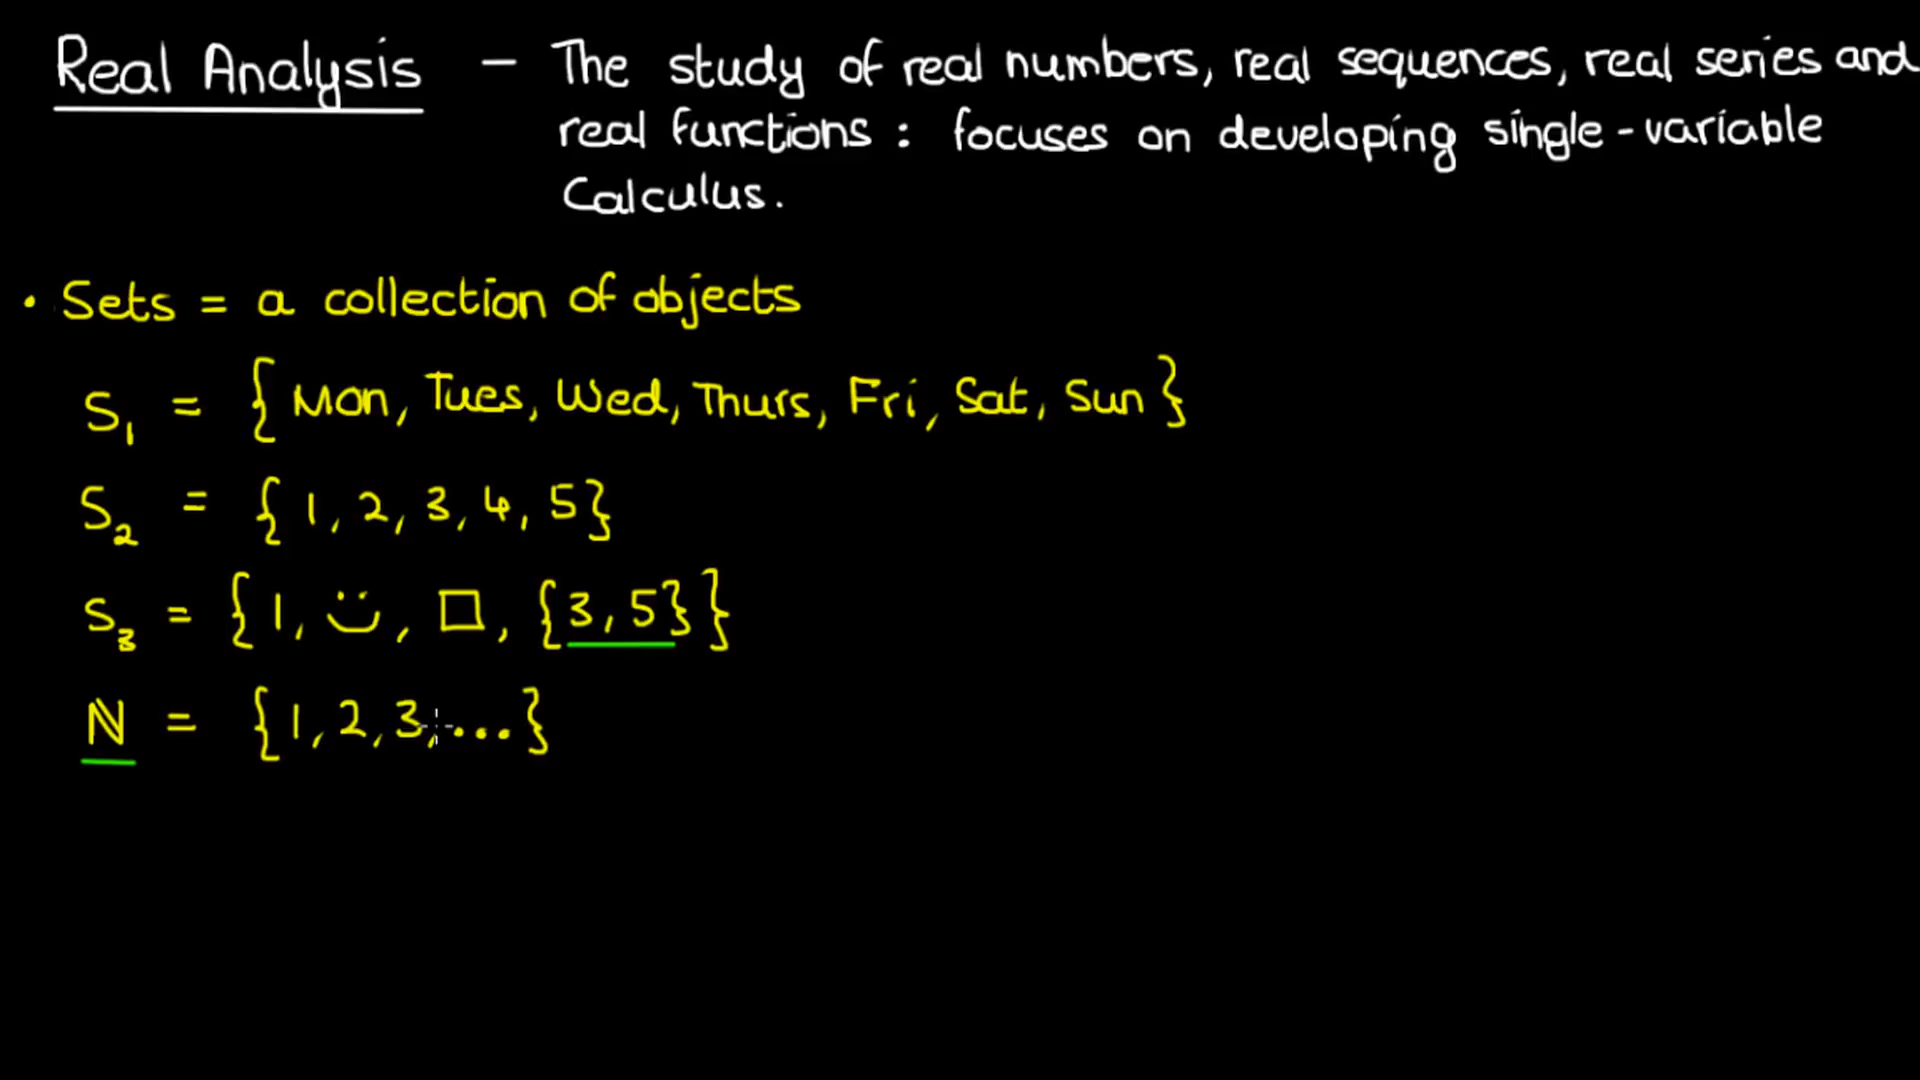 Real Analysis - The study of real numbers, real sequences, real series and
real functions : focuses on developing single-variable
Calculus.
• Sets = a collection of objects
S₁ = {Mon, Tues, Wed, Thurs, Fri, Sat, Sun}
S₂ = {1, 2, 3, 4, 5}
S₃ = {1, ☺, □, {3, 5}}
ℕ = {1, 2, 3, ...}